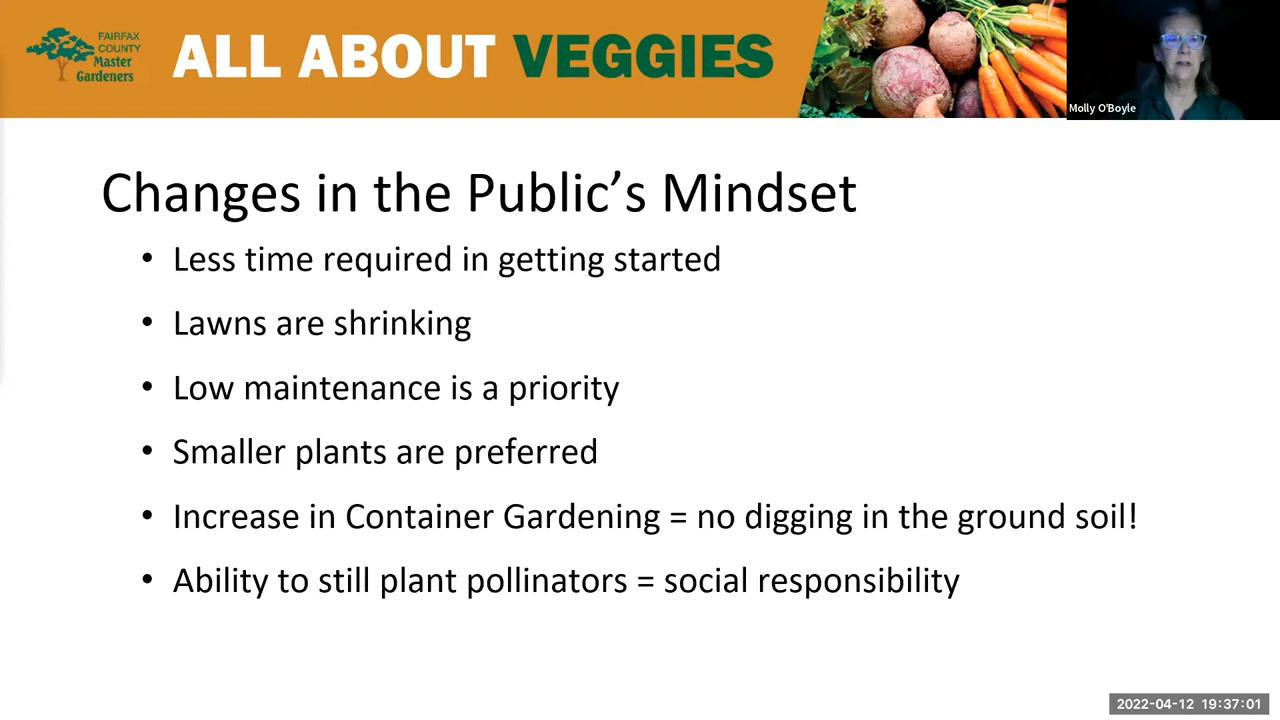 FAIRFAX
COUNTY
Master
Gardeners
ALL ABOUT VEGGIES
Molly O'Boyle
Changes in the Public’s Mindset
• Less time required in getting started
• Lawns are shrinking
• Low maintenance is a priority
• Smaller plants are preferred
• Increase in Container Gardening = no digging in the ground soil!
• Ability to still plant pollinators = social responsibility
2022-04-12 19:37:01